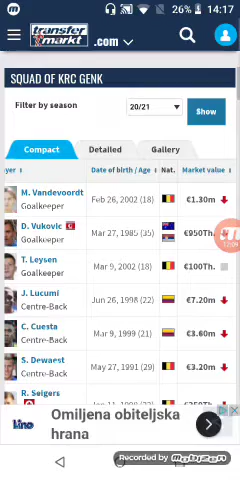 26% 14:17
transfer
markt .com
SQUAD OF KRC GENK
Filter by season
20/21
Show
Compact Detailed Gallery
yer Date of birth / Age Nat. Market value
M. Vandevoordt Feb 26, 2002 (18) €1.30m
Goalkeeper
D. Vukovic Mar 27, 1985 (35) €950Th.
Goalkeeper
T. Leysen Mar 9, 2002 (18) €100Th.
Goalkeeper
J. Lucumí Jun 26, 1998 (22) €7.20m
Centre-Back
C. Cuesta Mar 9, 1999 (21) €3.60m
Centre-Back
S. Dewaest May 27, 1991 (29) €3.20m
Centre-Back
R. Seigers
Omiljena obiteljska
hrana
Recorded by Mobizen